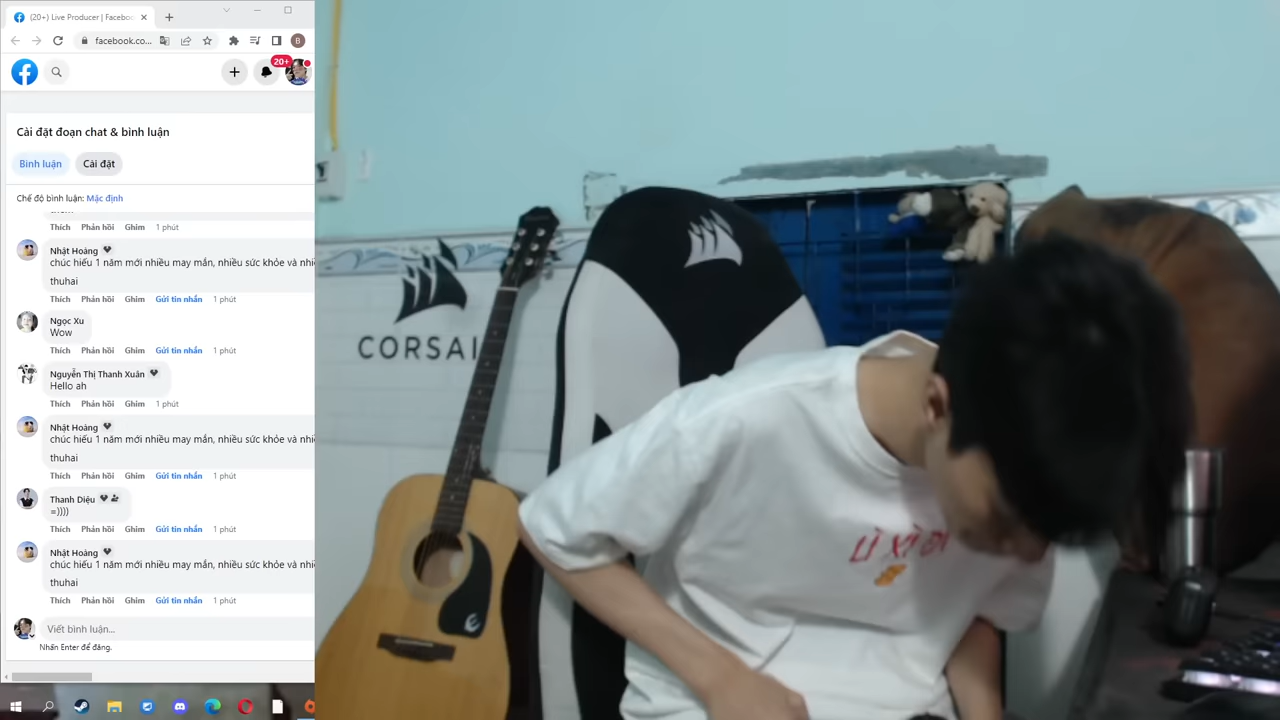 (20+) Live Producer | Facebo
facebook.co...
B
20+
Cài đặt đoạn chat & bình luận
Bình luận
Cài đặt
Chế độ bình luận: Mặc định
Thích Phản hồi Ghim 1 phút
Nhật Hoàng
chúc hiếu 1 năm mới nhiều may mắn, nhiều sức khỏe và nhi
thuhai
Thích Phản hồi Ghim Gửi tin nhắn 1 phút
Ngọc Xu
Wow
Thích Phản hồi Ghim Gửi tin nhắn 1 phút
Nguyễn Thị Thanh Xuân
Hello ah
Thích Phản hồi Ghim 1 phút
Nhật Hoàng
chúc hiếu 1 năm mới nhiều may mắn, nhiều sức khỏe và nhi
thuhai
Thích Phản hồi Ghim Gửi tin nhắn 1 phút
Thanh Diệu
=))))
Thích Phản hồi Ghim Gửi tin nhắn 1 phút
Nhật Hoàng
chúc hiếu 1 năm mới nhiều may mắn, nhiều sức khỏe và nhi
thuhai
Thích Phản hồi Ghim Gửi tin nhắn 1 phút
Viết bình luận...
Nhấn Enter để đăng.
CORSAI
LÌ XÌ ĐI